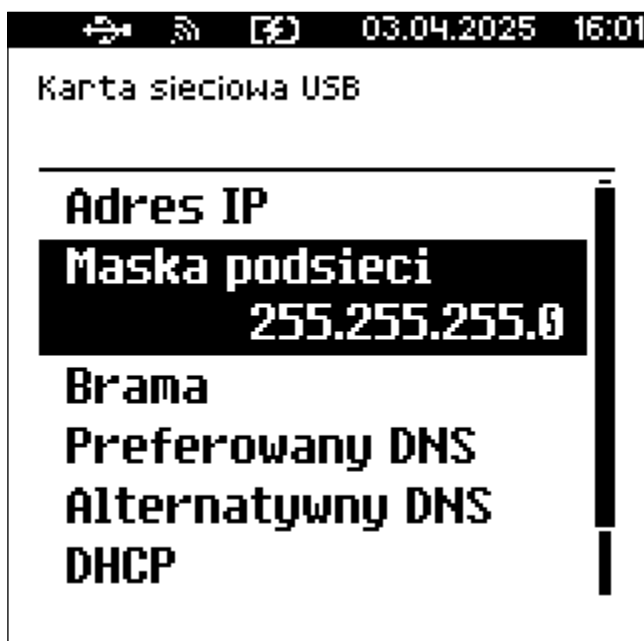 03.04.2025 16:01
Karta sieciowa USB
Adres IP
Maska podsieci
255.255.255.0
Brama
Preferowany DNS
Alternatywny DNS
DHCP